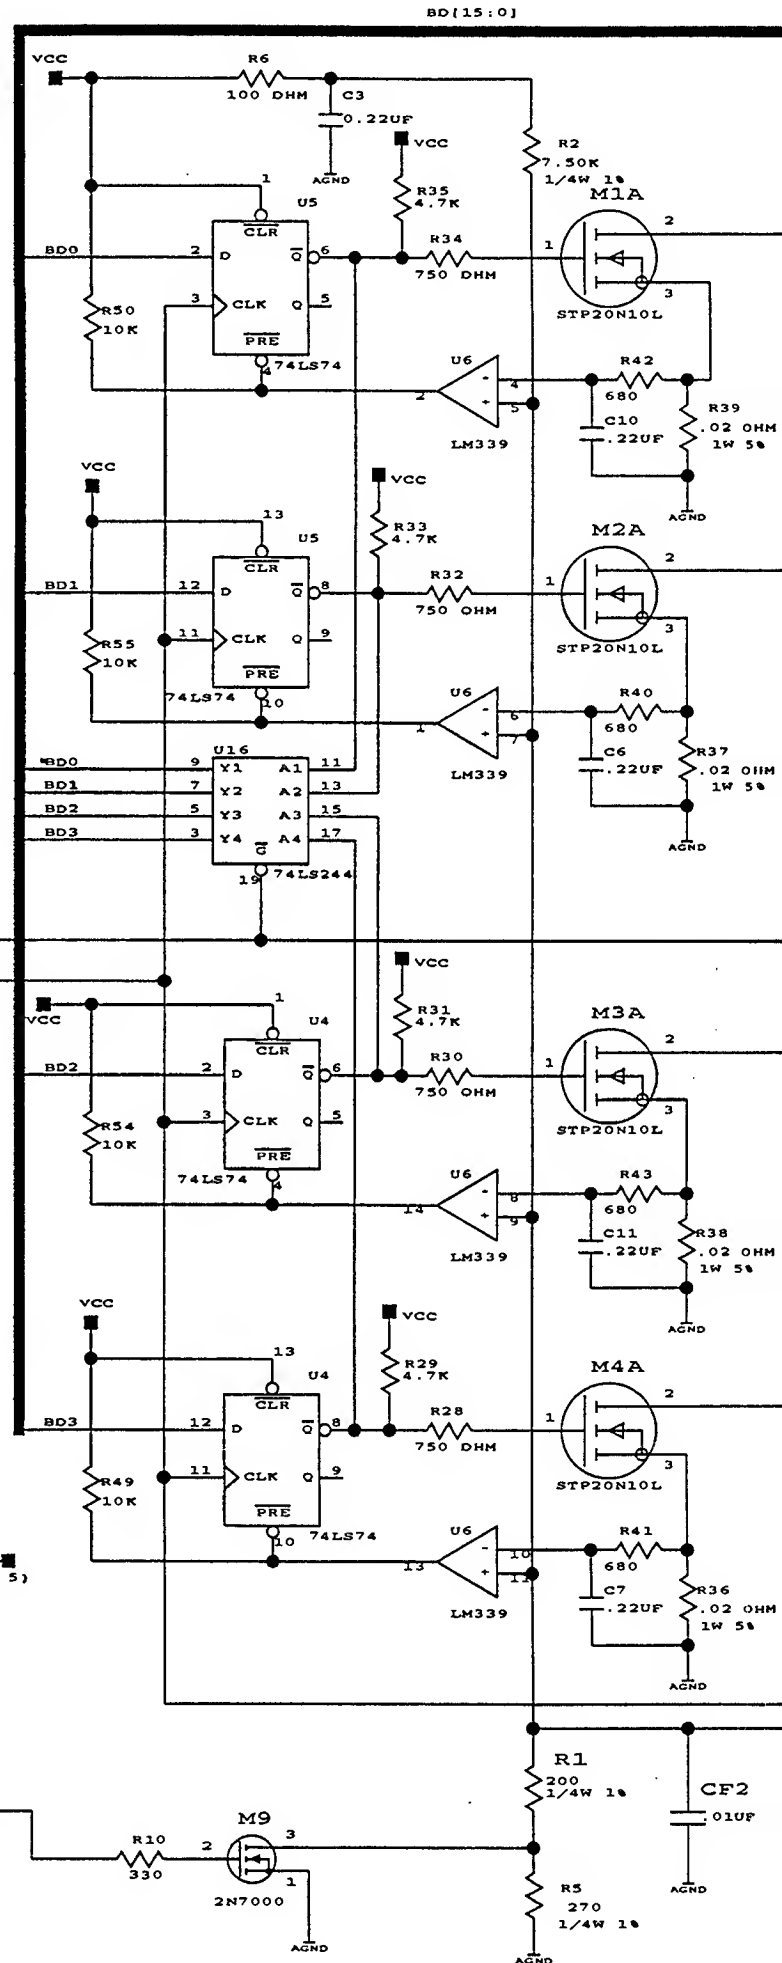 BD[15:0]
VCC
R6
100 OHM
C3
0.22UF
AGND
VCC
R35
4.7K
R2
7.50K
1/4W 1%
M1A
1
U5
CLR
BD0
2
D
Q
6
R34
750 OHM
1
2
3
CLK
Q
5
3
STP20N10L
R50
10K
PRE
4
74LS74
2
U6
-
+
4
5
LM339
R42
680
C10
.22UF
R39
.02 OHM
1W 5%
AGND
VCC
VCC
R33
4.7K
13
U5
CLR
M2A
BD1
12
D
Q
8
R32
750 OHM
1
2
11
CLK
Q
9
3
STP20N10L
R55
10K
PRE
74LS74
10
1
U6
-
+
6
7
LM339
R40
680
C6
.22UF
R37
.02 OHM
1W 5%
AGND
U16
BD0
9
Y1
A1
11
BD1
7
Y2
A2
13
BD2
5
Y3
A3
15
BD3
3
Y4
A4
17
G
19
74LS244
VCC
VCC
R31
4.7K
1
U4
CLR
M3A
BD2
2
D
Q
6
R30
750 OHM
1
2
3
CLK
Q
5
3
STP20N10L
R54
10K
PRE
74LS74
4
14
U6
-
+
8
9
LM339
R43
680
C11
.22UF
R38
.02 OHM
1W 5%
AGND
VCC
VCC
R29
4.7K
13
U4
CLR
M4A
BD3
12
D
Q
8
R28
750 OHM
1
2
11
CLK
Q
9
3
STP20N10L
R49
10K
PRE
10
74LS74
13
U6
-
+
10
11
LM339
R41
680
C7
.22UF
R36
.02 OHM
1W 5%
AGND
5)
R1
200
1/4W 1%
CF2
.01UF
AGND
R10
330
2
M9
3
1
2N7000
AGND
R5
270
1/4W 1%
AGND